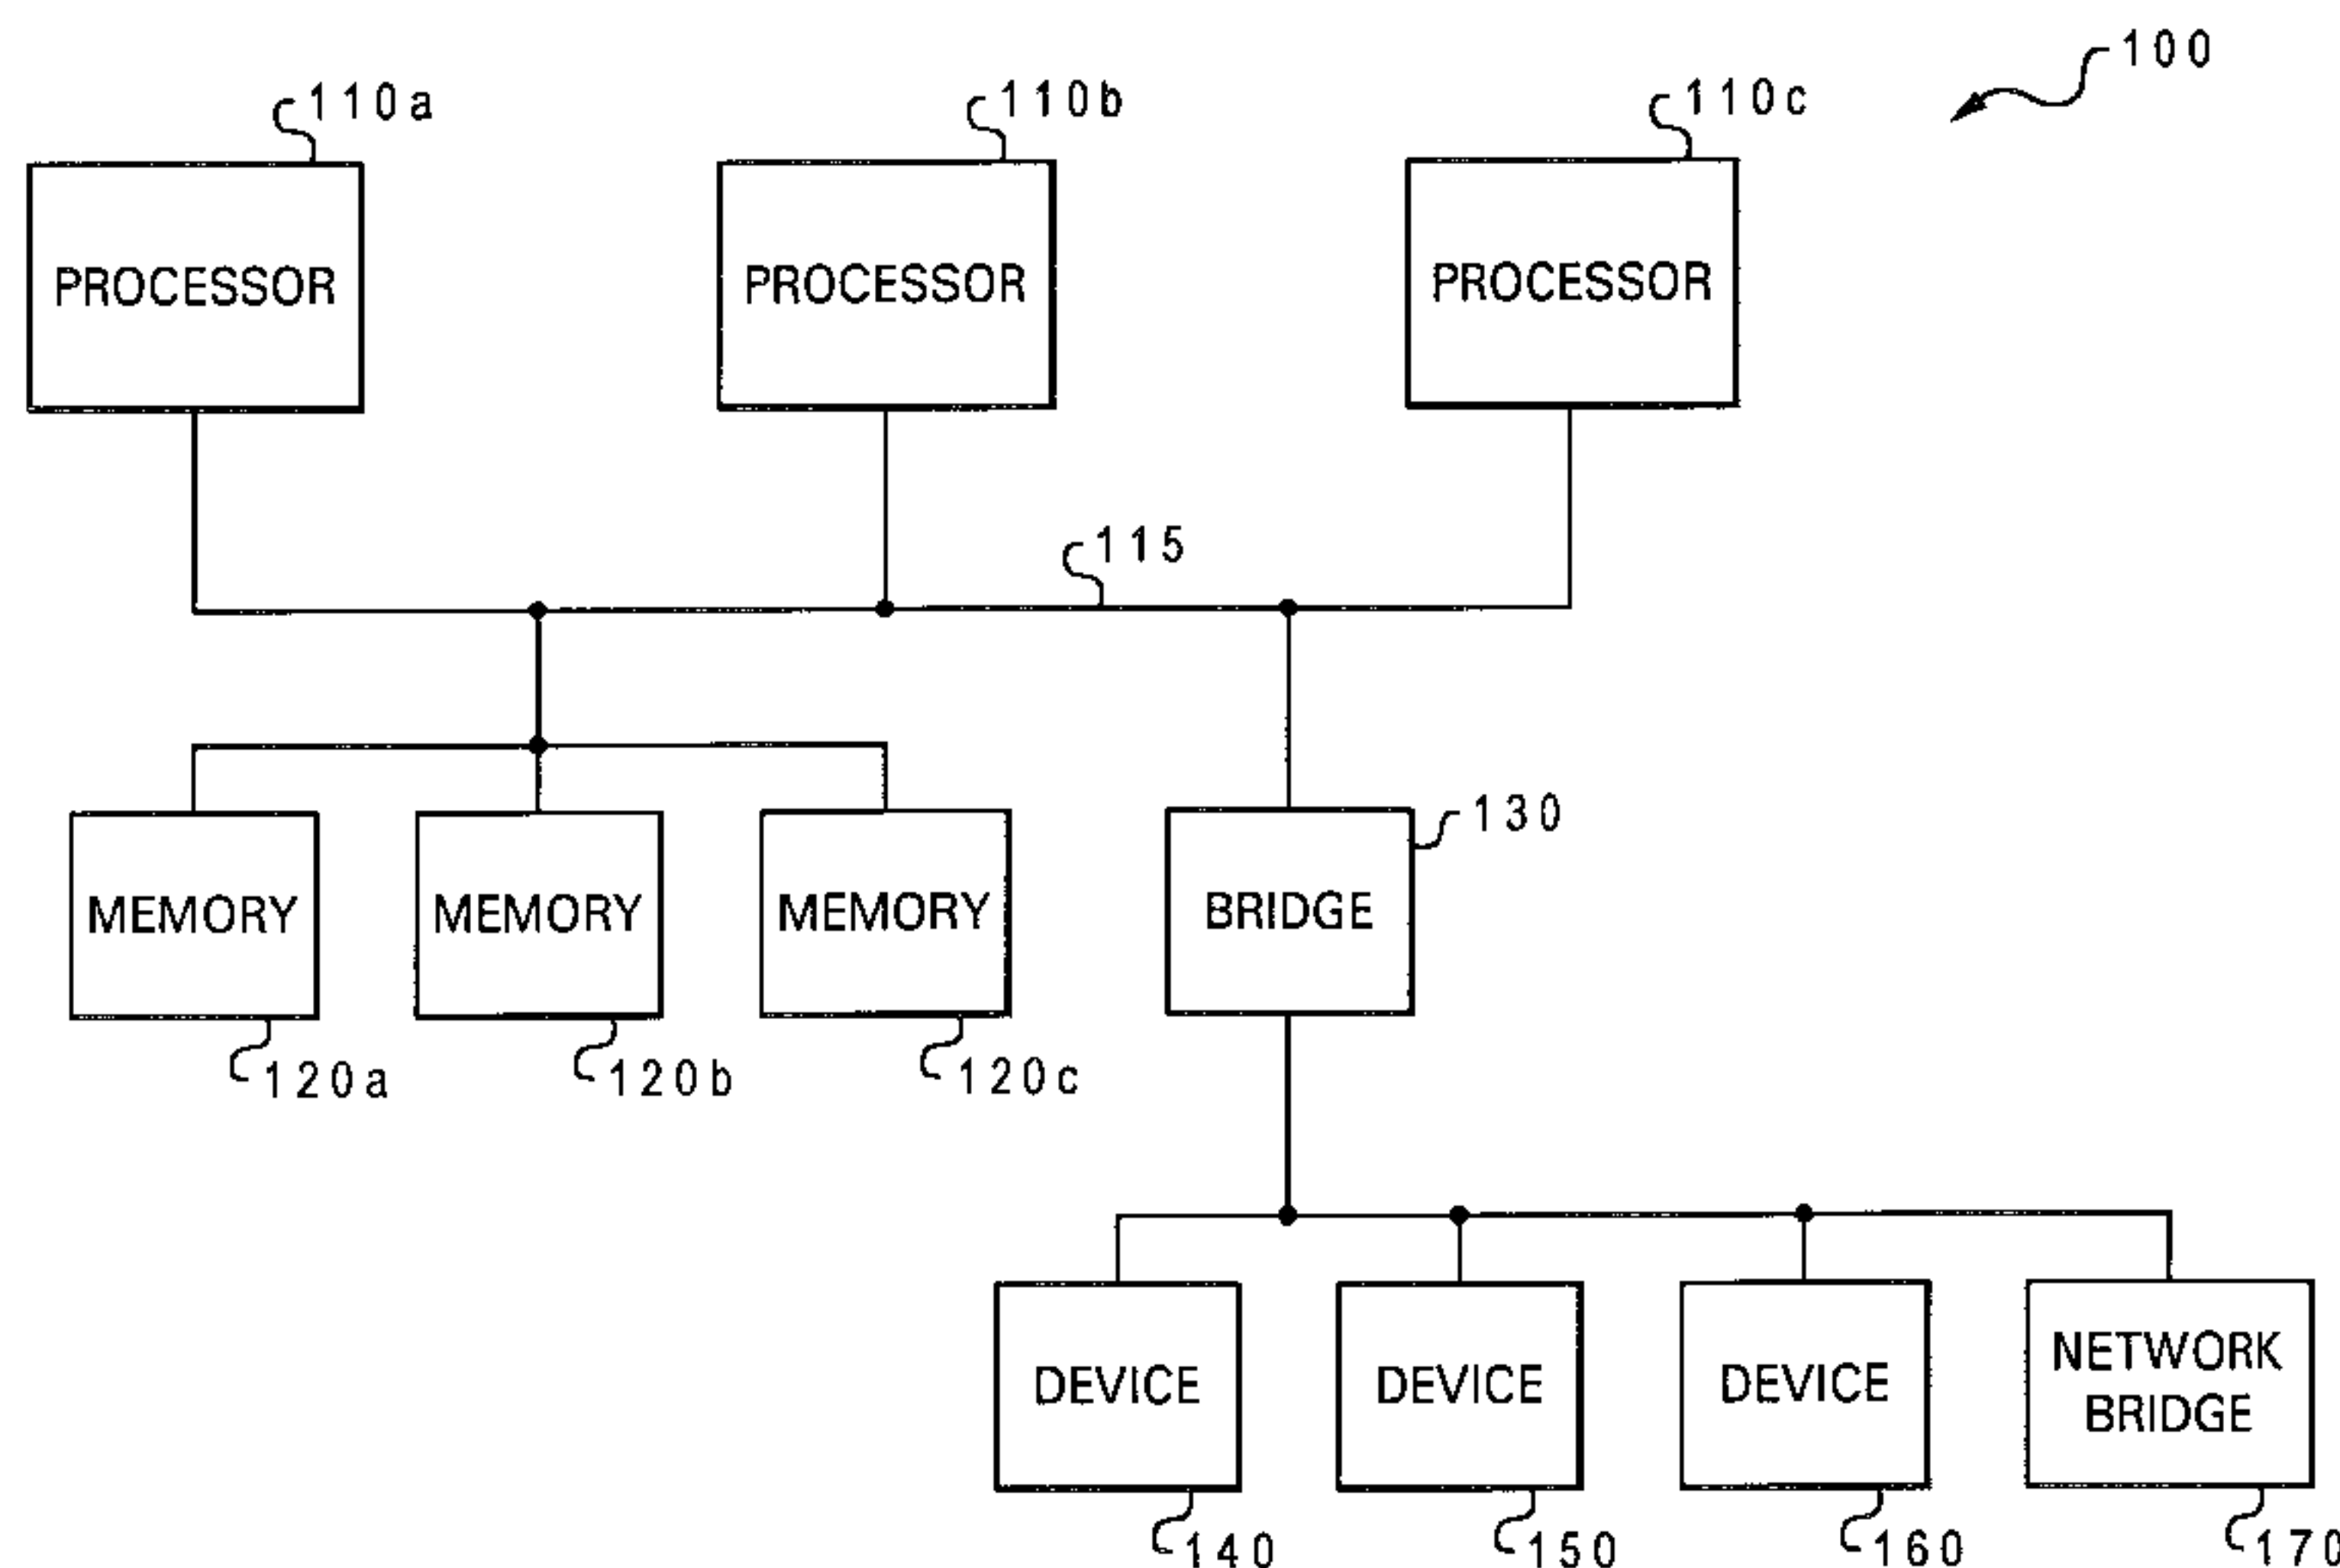 100
110a
110b
110c
PROCESSOR
PROCESSOR
PROCESSOR
115
130
MEMORY
MEMORY
MEMORY
BRIDGE
120a
120b
120c
DEVICE
DEVICE
DEVICE
NETWORK
BRIDGE
140
150
160
170